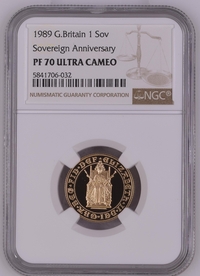 1989 G.Britain 1 Sov
Sovereign Anniversary
PF 70 ULTRA CAMEO
5841706-032
NUMISMATIC GUARANTY CORPORATION
NGC